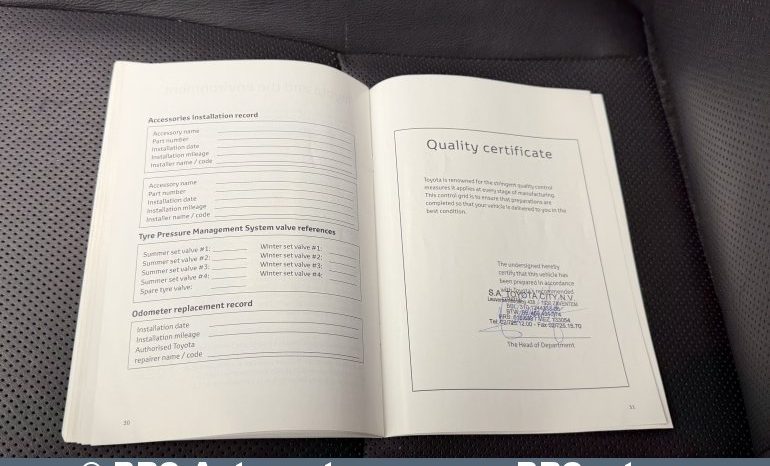 Accessories installation record
Accessory name
Part number
Installation date
Installation mileage
Installer name / code
Accessory name
Part number
Installation date
Installation mileage
Installer name / code
Tyre Pressure Management System valve references
Summer set valve #1: Winter set valve #1:
Summer set valve #2: Winter set valve #2:
Summer set valve #3: Winter set valve #3:
Summer set valve #4: Winter set valve #4:
Spare tyre valve:
Odometer replacement record
Installation date
Installation mileage
Authorised Toyota
repairer name / code
30
Quality certificate
Toyota is renowned for the stringent quality control
measures it applies at every stage of manufacturing.
This control grid is to ensure that preparations are
completed so that your vehicle is delivered to you in the
best condition.
The undersigned hereby
certify that this vehicle has
been prepared in accordance
with Toyota's recommended
S.A. TOYOTA CITY N.V.
The Head of Department
31